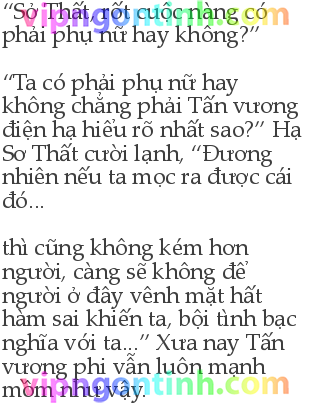 “Sở Thất, rốt cuộc nàng có
phải phụ nữ hay không?”
“Ta có phải phụ nữ hay
không chẳng phải Tấn vương
điện hạ hiểu rõ nhất sao?” Hạ
Sơ Thất cười lạnh, “Đương
nhiên nếu ta mọc ra được cái
đó...
thì cũng không kém hơn
người, càng sẽ không để
người ở đây vênh mặt hất
hàm sai khiến ta, bội tình bạc
nghĩa với ta...” Xưa nay Tấn
vương phi vẫn luôn mạnh
mồm như vậy.
vipngontinh.com
vipngontinh.com